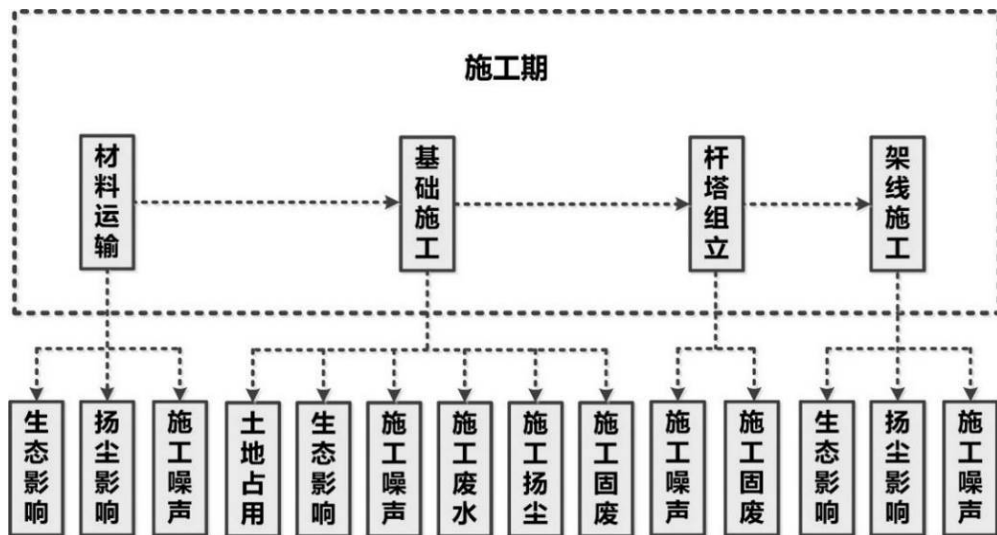 施工期
材料运输
基础施工
杆塔组立
架线施工
生态影响
扬尘影响
施工噪声
土地占用
生态影响
施工噪声
施工废水
施工扬尘
施工固废
施工噪声
施工固废
生态影响
扬尘影响
施工噪声